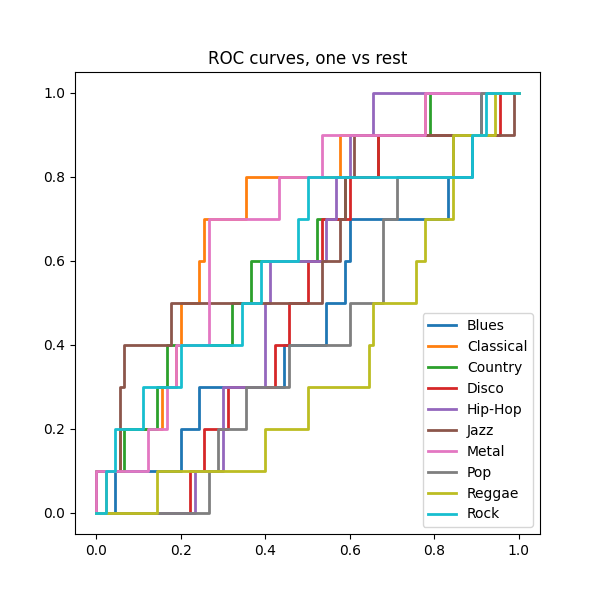 ROC curves, one vs rest
1.0
0.8
0.6
0.4
0.2
0.0
0.0 0.2 0.4 0.6 0.8 1.0
Blues
Classical
Country
Disco
Hip-Hop
Jazz
Metal
Pop
Reggae
Rock